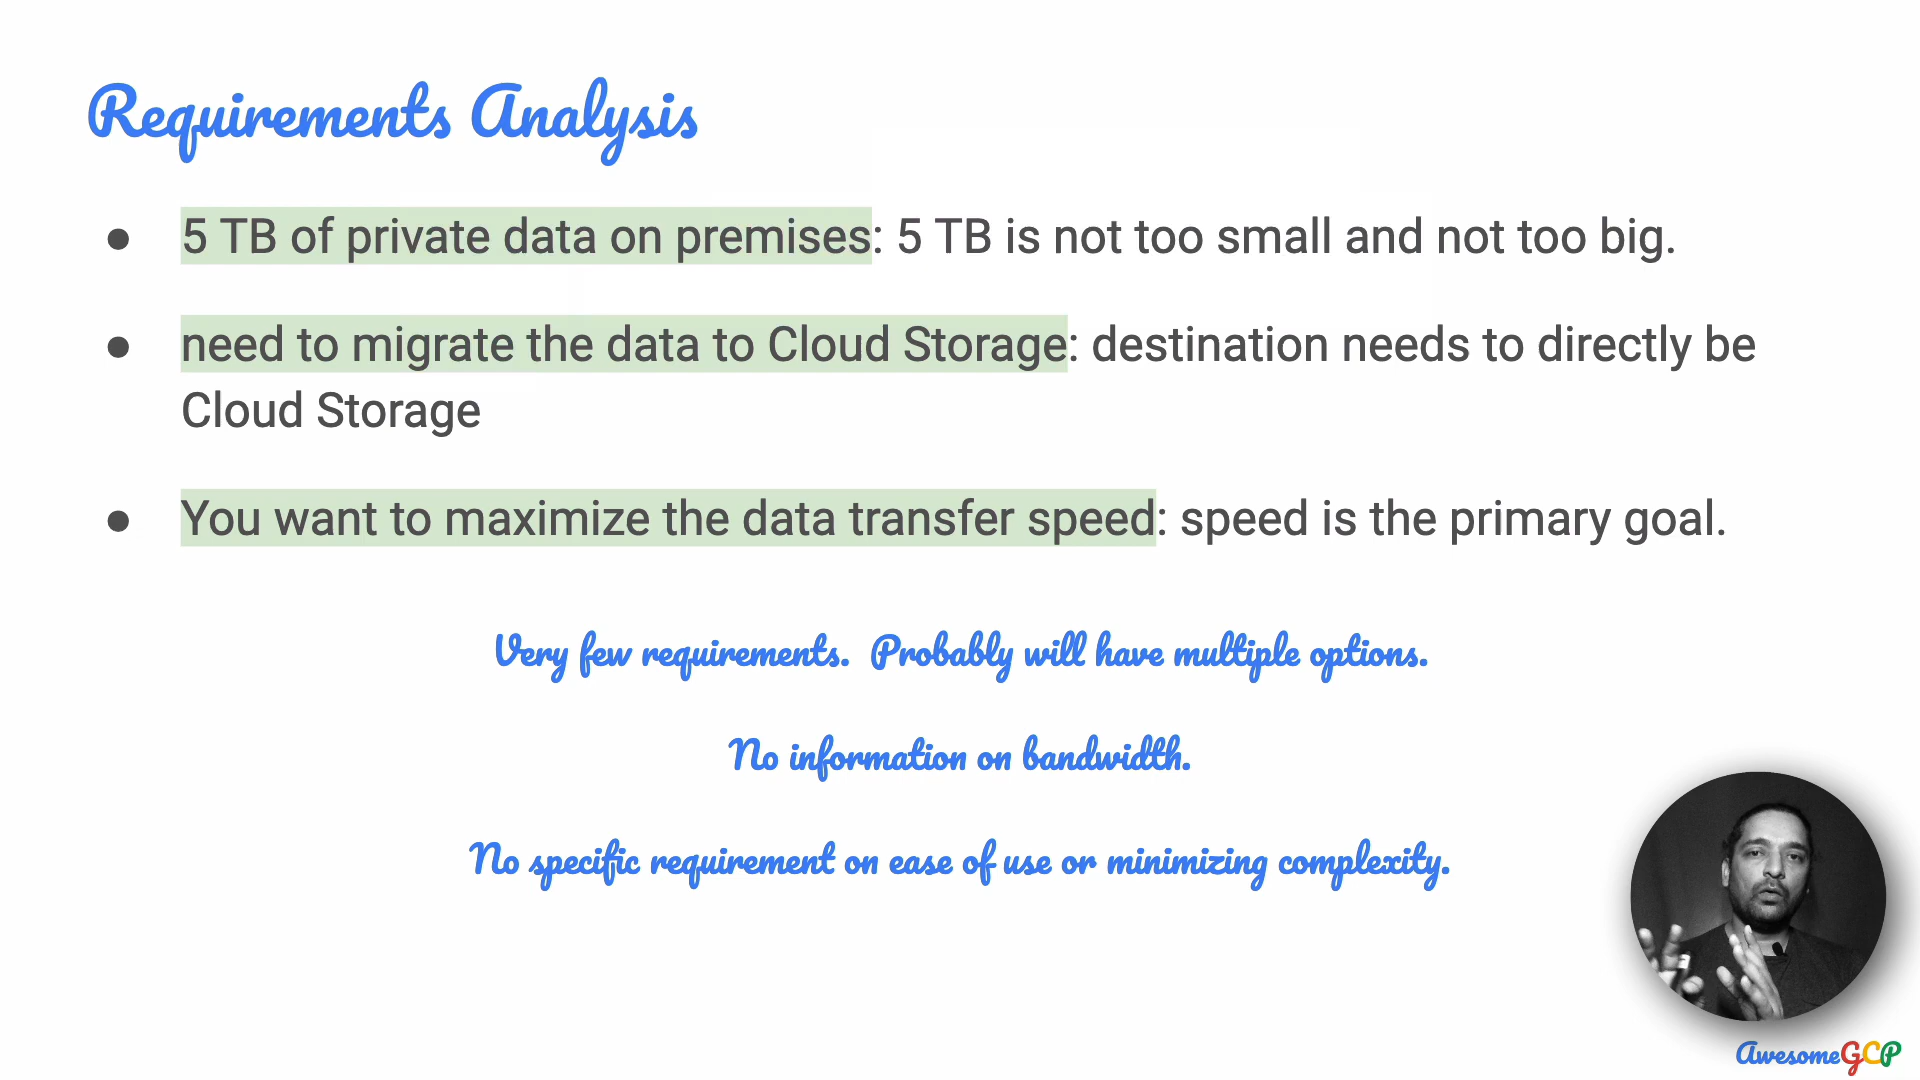 Requirements Analysis
● 5 TB of private data on premises: 5 TB is not too small and not too big.
● need to migrate the data to Cloud Storage: destination needs to directly be
Cloud Storage
● You want to maximize the data transfer speed: speed is the primary goal.
Very few requirements. Probably will have multiple options.
No information on bandwidth.
No specific requirement on ease of use or minimizing complexity.
AwesomeGCP